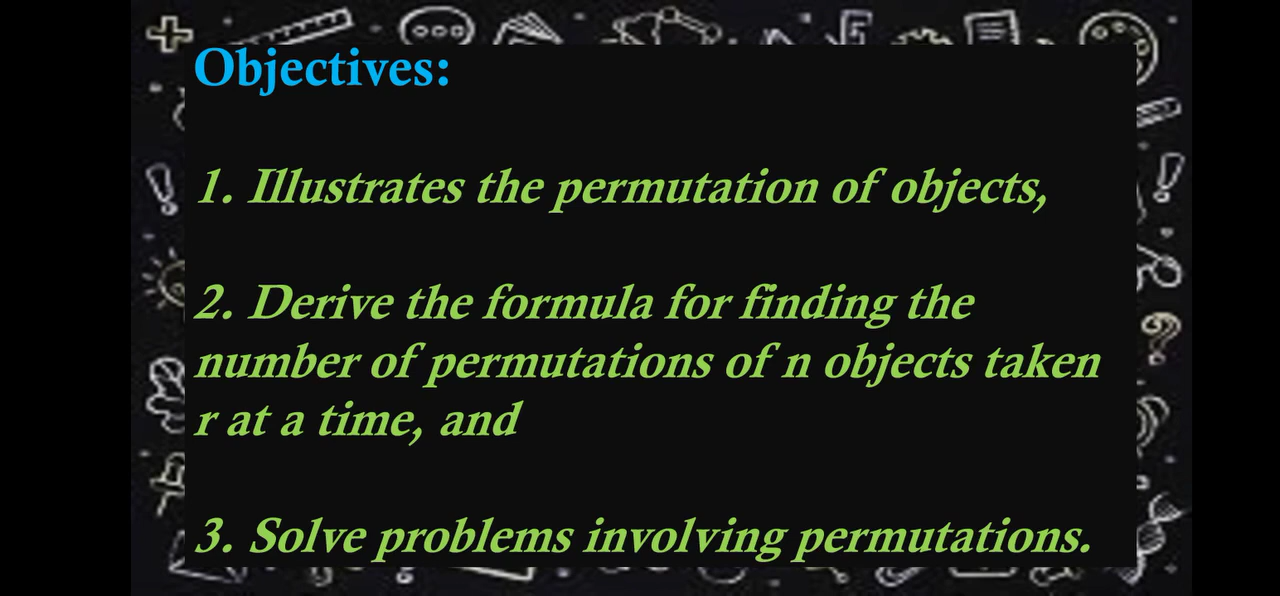 Objectives:
1. Illustrates the permutation of objects,
2. Derive the formula for finding the
number of permutations of n objects taken
r at a time, and
3. Solve problems involving permutations.